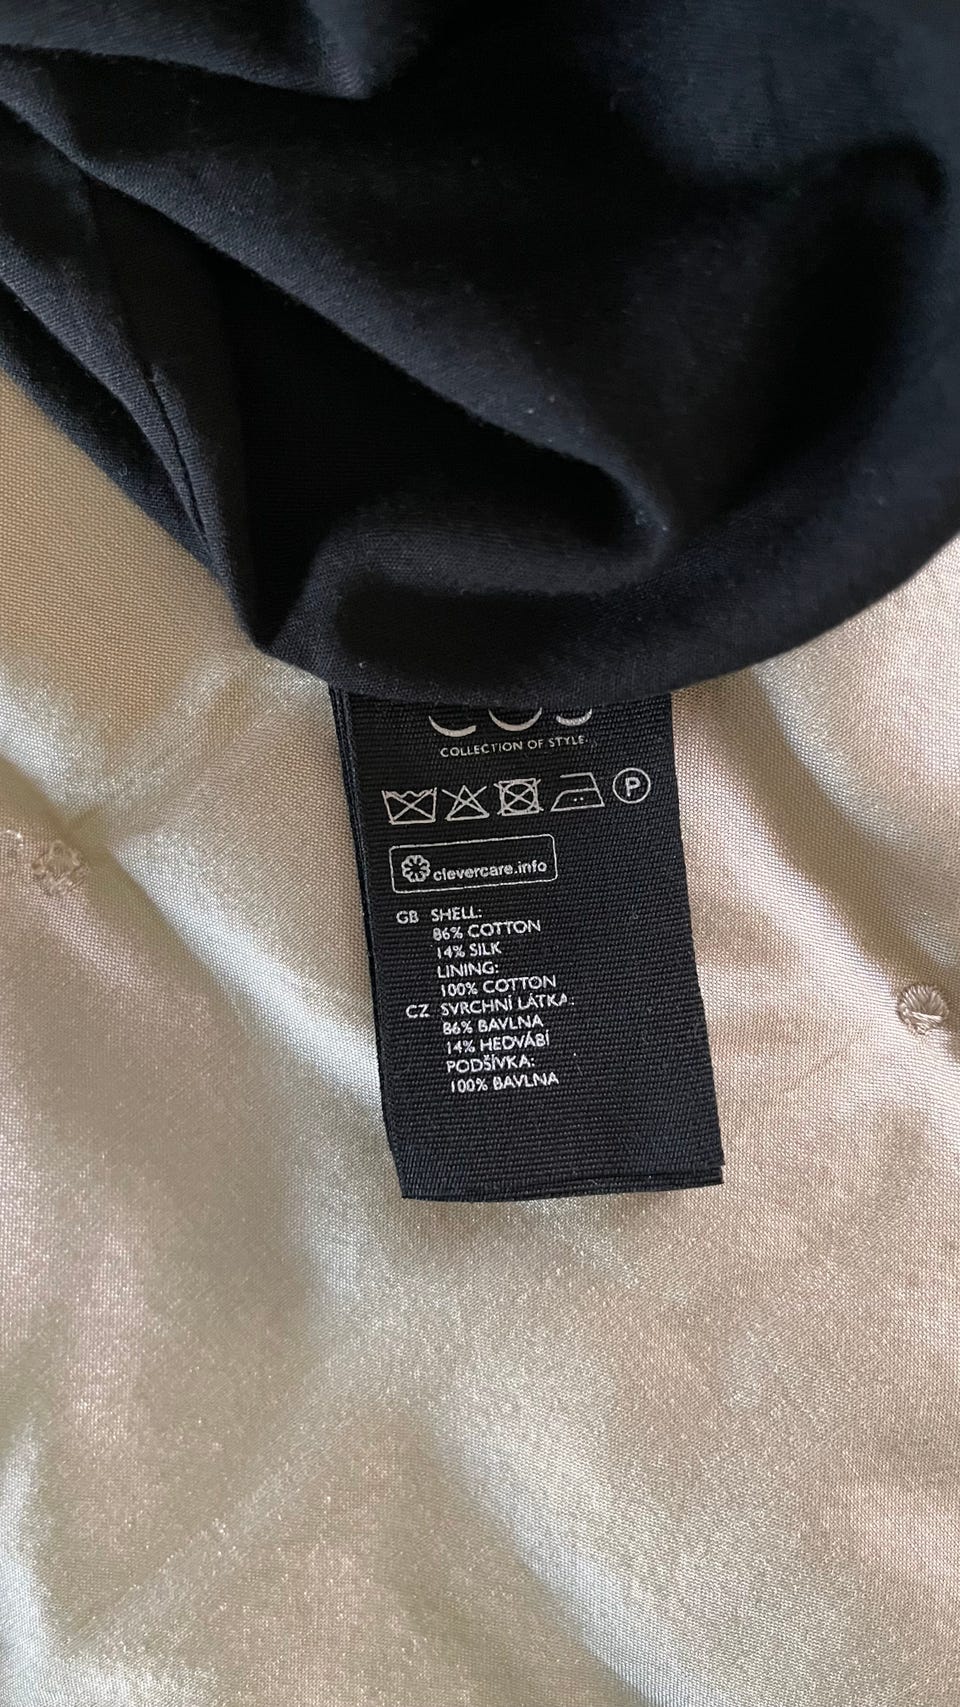 COS
COLLECTION OF STYLE
P
clevercare.info
GB SHELL:
86% COTTON
14% SILK
LINING:
100% COTTON
CZ SVRCHNÍ LÁTKA:
86% BAVLNA
14% HEDVÁBÍ
PODŠÍVKA:
100% BAVLNA